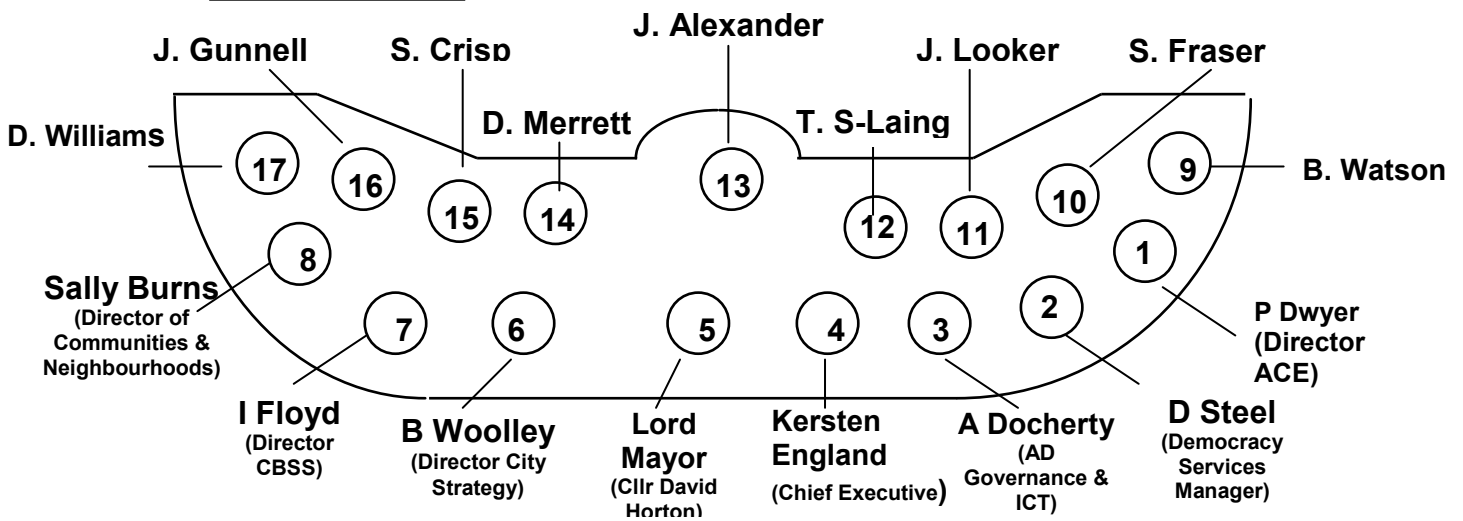 J. Alexander
J. Gunnell
S. Crisp
J. Looker
S. Fraser
D. Williams
D. Merrett
T. S-Laing
B. Watson
17
16
15
14
13
12
11
10
9
8
7
6
5
4
3
2
1
Sally Burns
(Director of
Communities &
Neighbourhoods)
I Floyd
(Director
CBSS)
B Woolley
(Director City
Strategy)
Lord
Mayor
(Cllr David
Horton)
Kersten
England
(Chief Executive)
A Docherty
(AD
Governance &
ICT)
D Steel
(Democracy
Services
Manager)
P Dwyer
(Director
ACE)